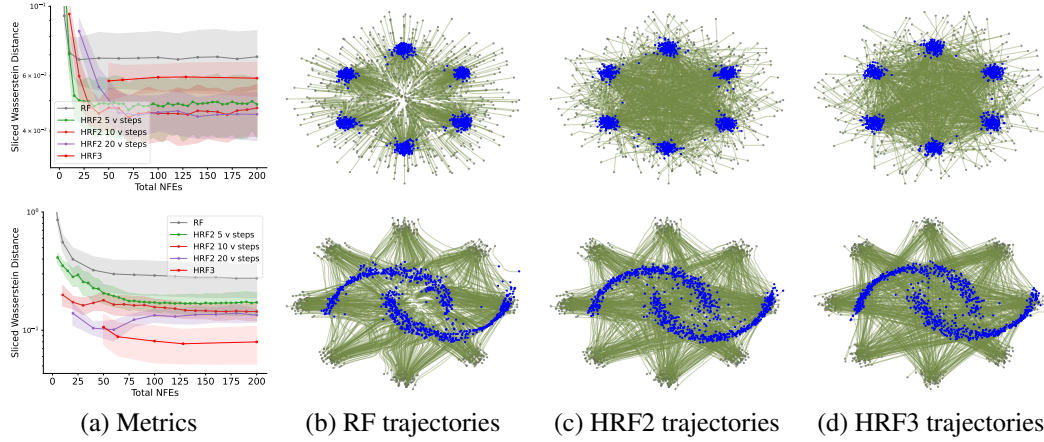 10⁻¹
6 × 10⁻²
4 × 10⁻²
Sliced Wasserstein Distance
RF
HRF2 5 v steps
HRF2 10 v steps
HRF2 20 v steps
HRF3
0 25 50 75 100 125 150 175 200
Total NFEs
10⁰
10⁻¹
Sliced Wasserstein Distance
RF
HRF2 5 v steps
HRF2 10 v steps
HRF2 20 v steps
HRF3
0 25 50 75 100 125 150 175 200
Total NFEs
(a) Metrics
(b) RF trajectories
(c) HRF2 trajectories
(d) HRF3 trajectories